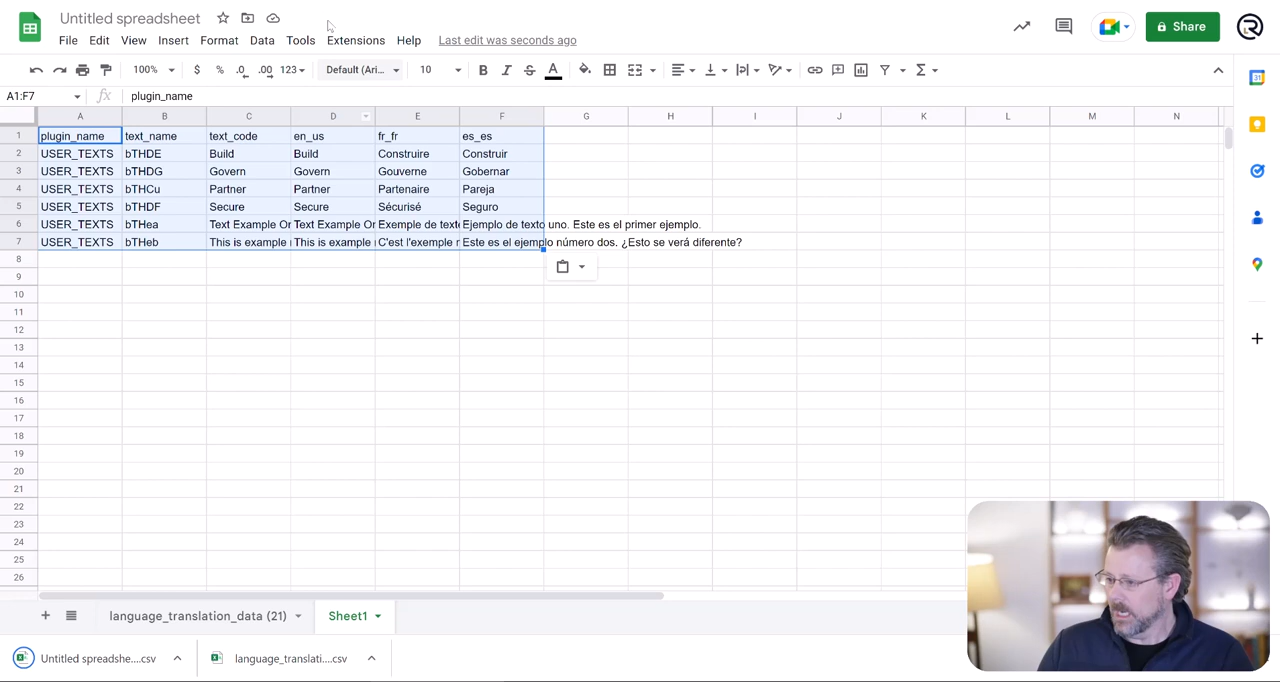 Untitled spreadsheet
File Edit View Insert Format Data Tools Extensions Help Last edit was seconds ago
Share
100% $ % .0 .00 123 Default (Ari... 10 B I S A
A1:F7 fx plugin_name
A B C D E F G H I J K L M N
1 plugin_name text_name text_code en_us fr_fr es_es
2 USER_TEXTS bTHDE Build Build Construire Construir
3 USER_TEXTS bTHDG Govern Govern Gouverne Gobernar
4 USER_TEXTS bTHCu Partner Partner Partenaire Pareja
5 USER_TEXTS bTHDF Secure Secure Sécurisé Seguro
6 USER_TEXTS bTHea Text Example Or Text Example Or Exemple de texte Ejemplo de texto uno. Este es el primer ejemplo.
7 USER_TEXTS bTHeb This is example This is example C'est l'exemple n Este es el ejemplo número dos. ¿Esto se verá diferente?
8
9
10
11
12
13
14
15
16
17
18
19
20
21
22
23
24
25
26
language_translation_data (21) Sheet1
Untitled spreadshe....csv language_translati....csv